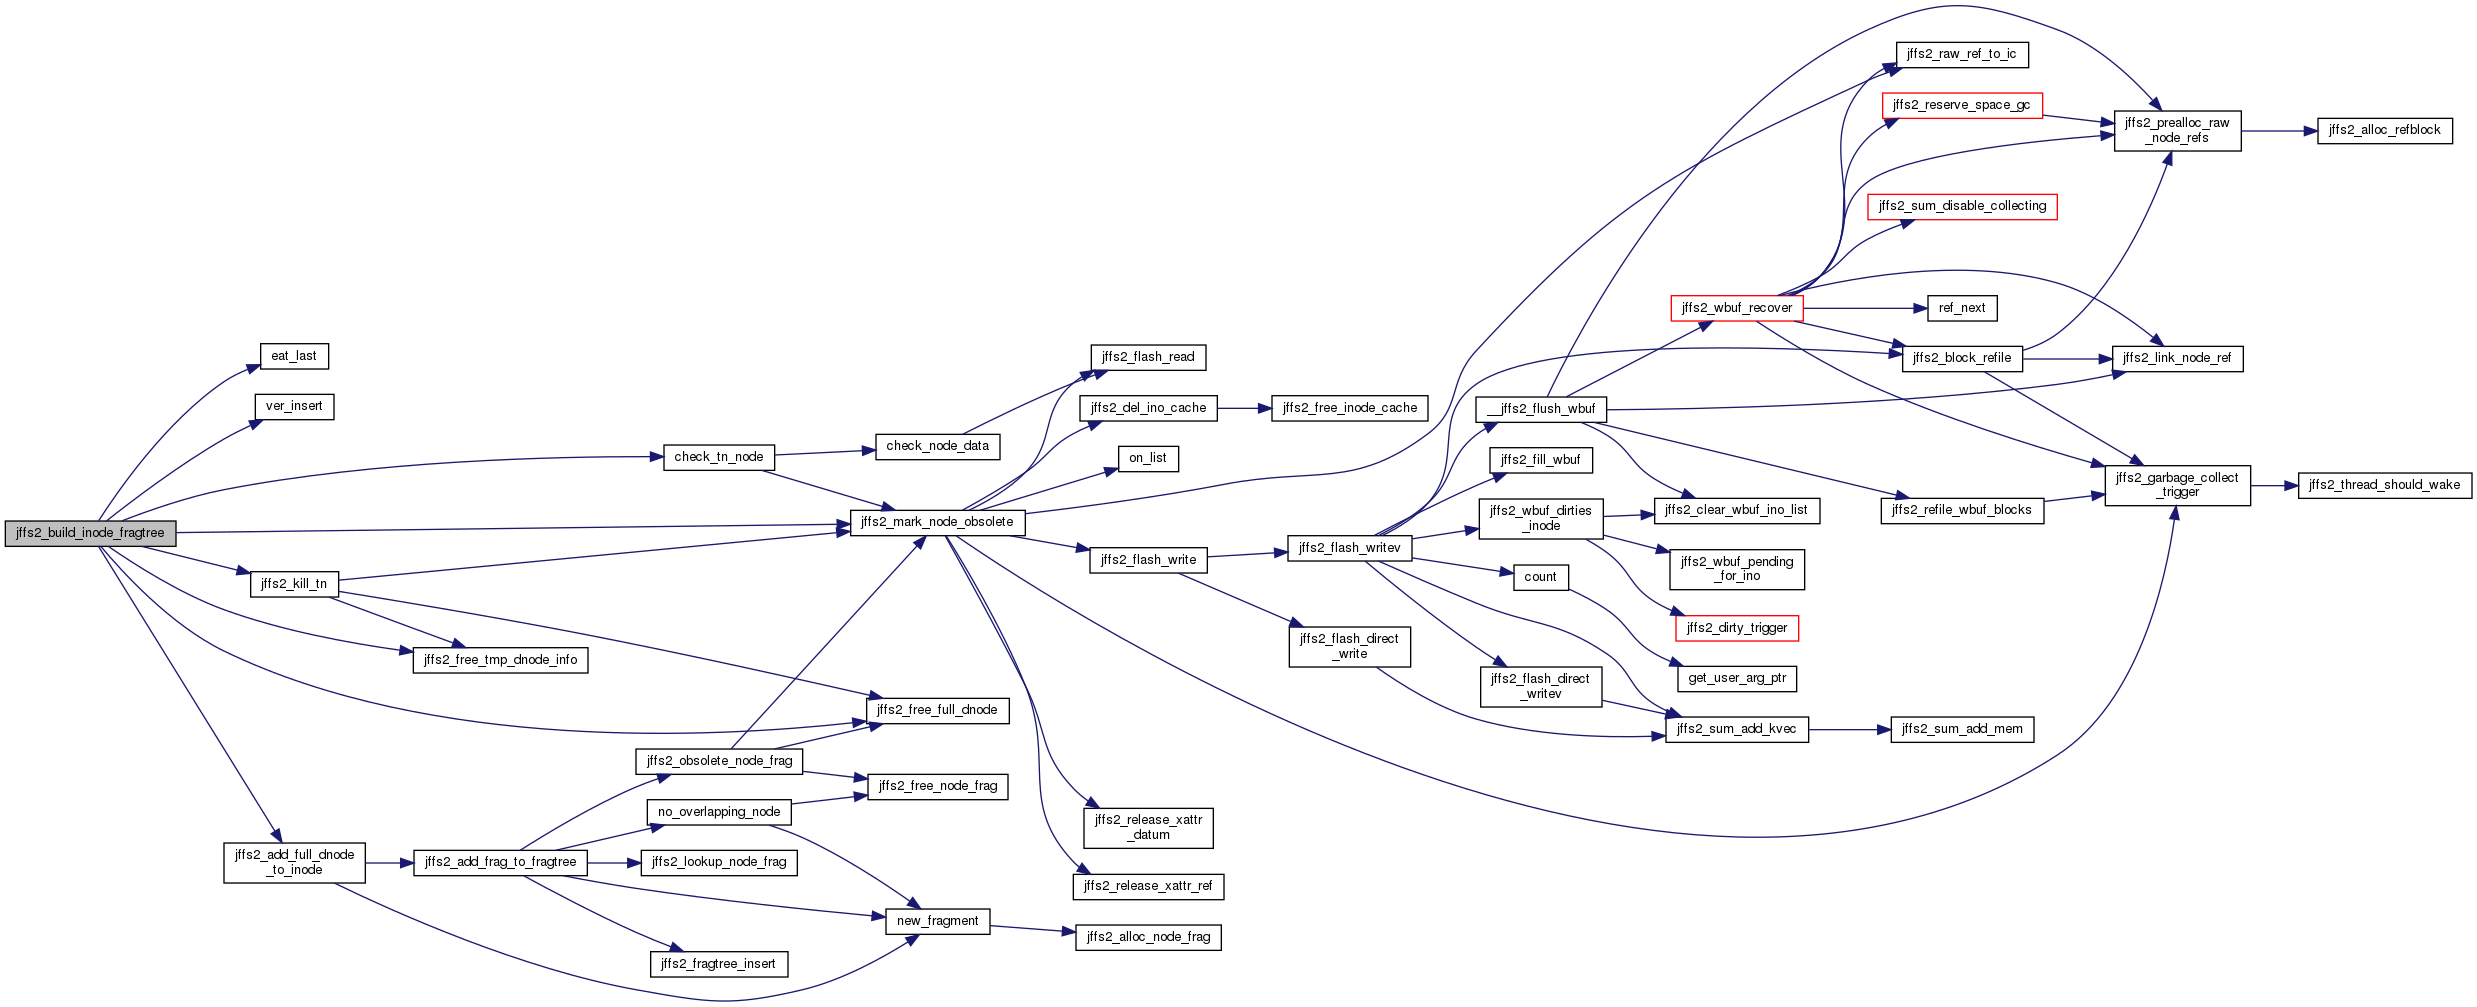 jffs2_build_inode_fragtree
eat_last
ver_insert
jffs2_kill_tn
jffs2_add_full_dnode
_to_inode
jffs2_free_tmp_dnode_info
jffs2_add_frag_to_fragtree
check_tn_node
jffs2_obsolete_node_frag
no_overlapping_node
jffs2_lookup_node_frag
jffs2_fragtree_insert
check_node_data
jffs2_mark_node_obsolete
jffs2_free_full_dnode
jffs2_free_node_frag
new_fragment
jffs2_flash_read
jffs2_del_ino_cache
on_list
jffs2_flash_write
jffs2_release_xattr
_datum
jffs2_release_xattr_ref
jffs2_alloc_node_frag
jffs2_free_inode_cache
jffs2_flash_writev
jffs2_flash_direct
_write
__jffs2_flush_wbuf
jffs2_fill_wbuf
jffs2_wbuf_dirties
_inode
count
jffs2_flash_direct
_writev
jffs2_wbuf_recover
jffs2_clear_wbuf_ino_list
jffs2_wbuf_pending
_for_ino
jffs2_dirty_trigger
get_user_arg_ptr
jffs2_sum_add_kvec
jffs2_raw_ref_to_ic
jffs2_reserve_space_gc
jffs2_sum_disable_collecting
ref_next
jffs2_block_refile
jffs2_refile_wbuf_blocks
jffs2_sum_add_mem
jffs2_prealloc_raw
_node_refs
jffs2_link_node_ref
jffs2_garbage_collect
_trigger
jffs2_alloc_refblock
jffs2_thread_should_wake